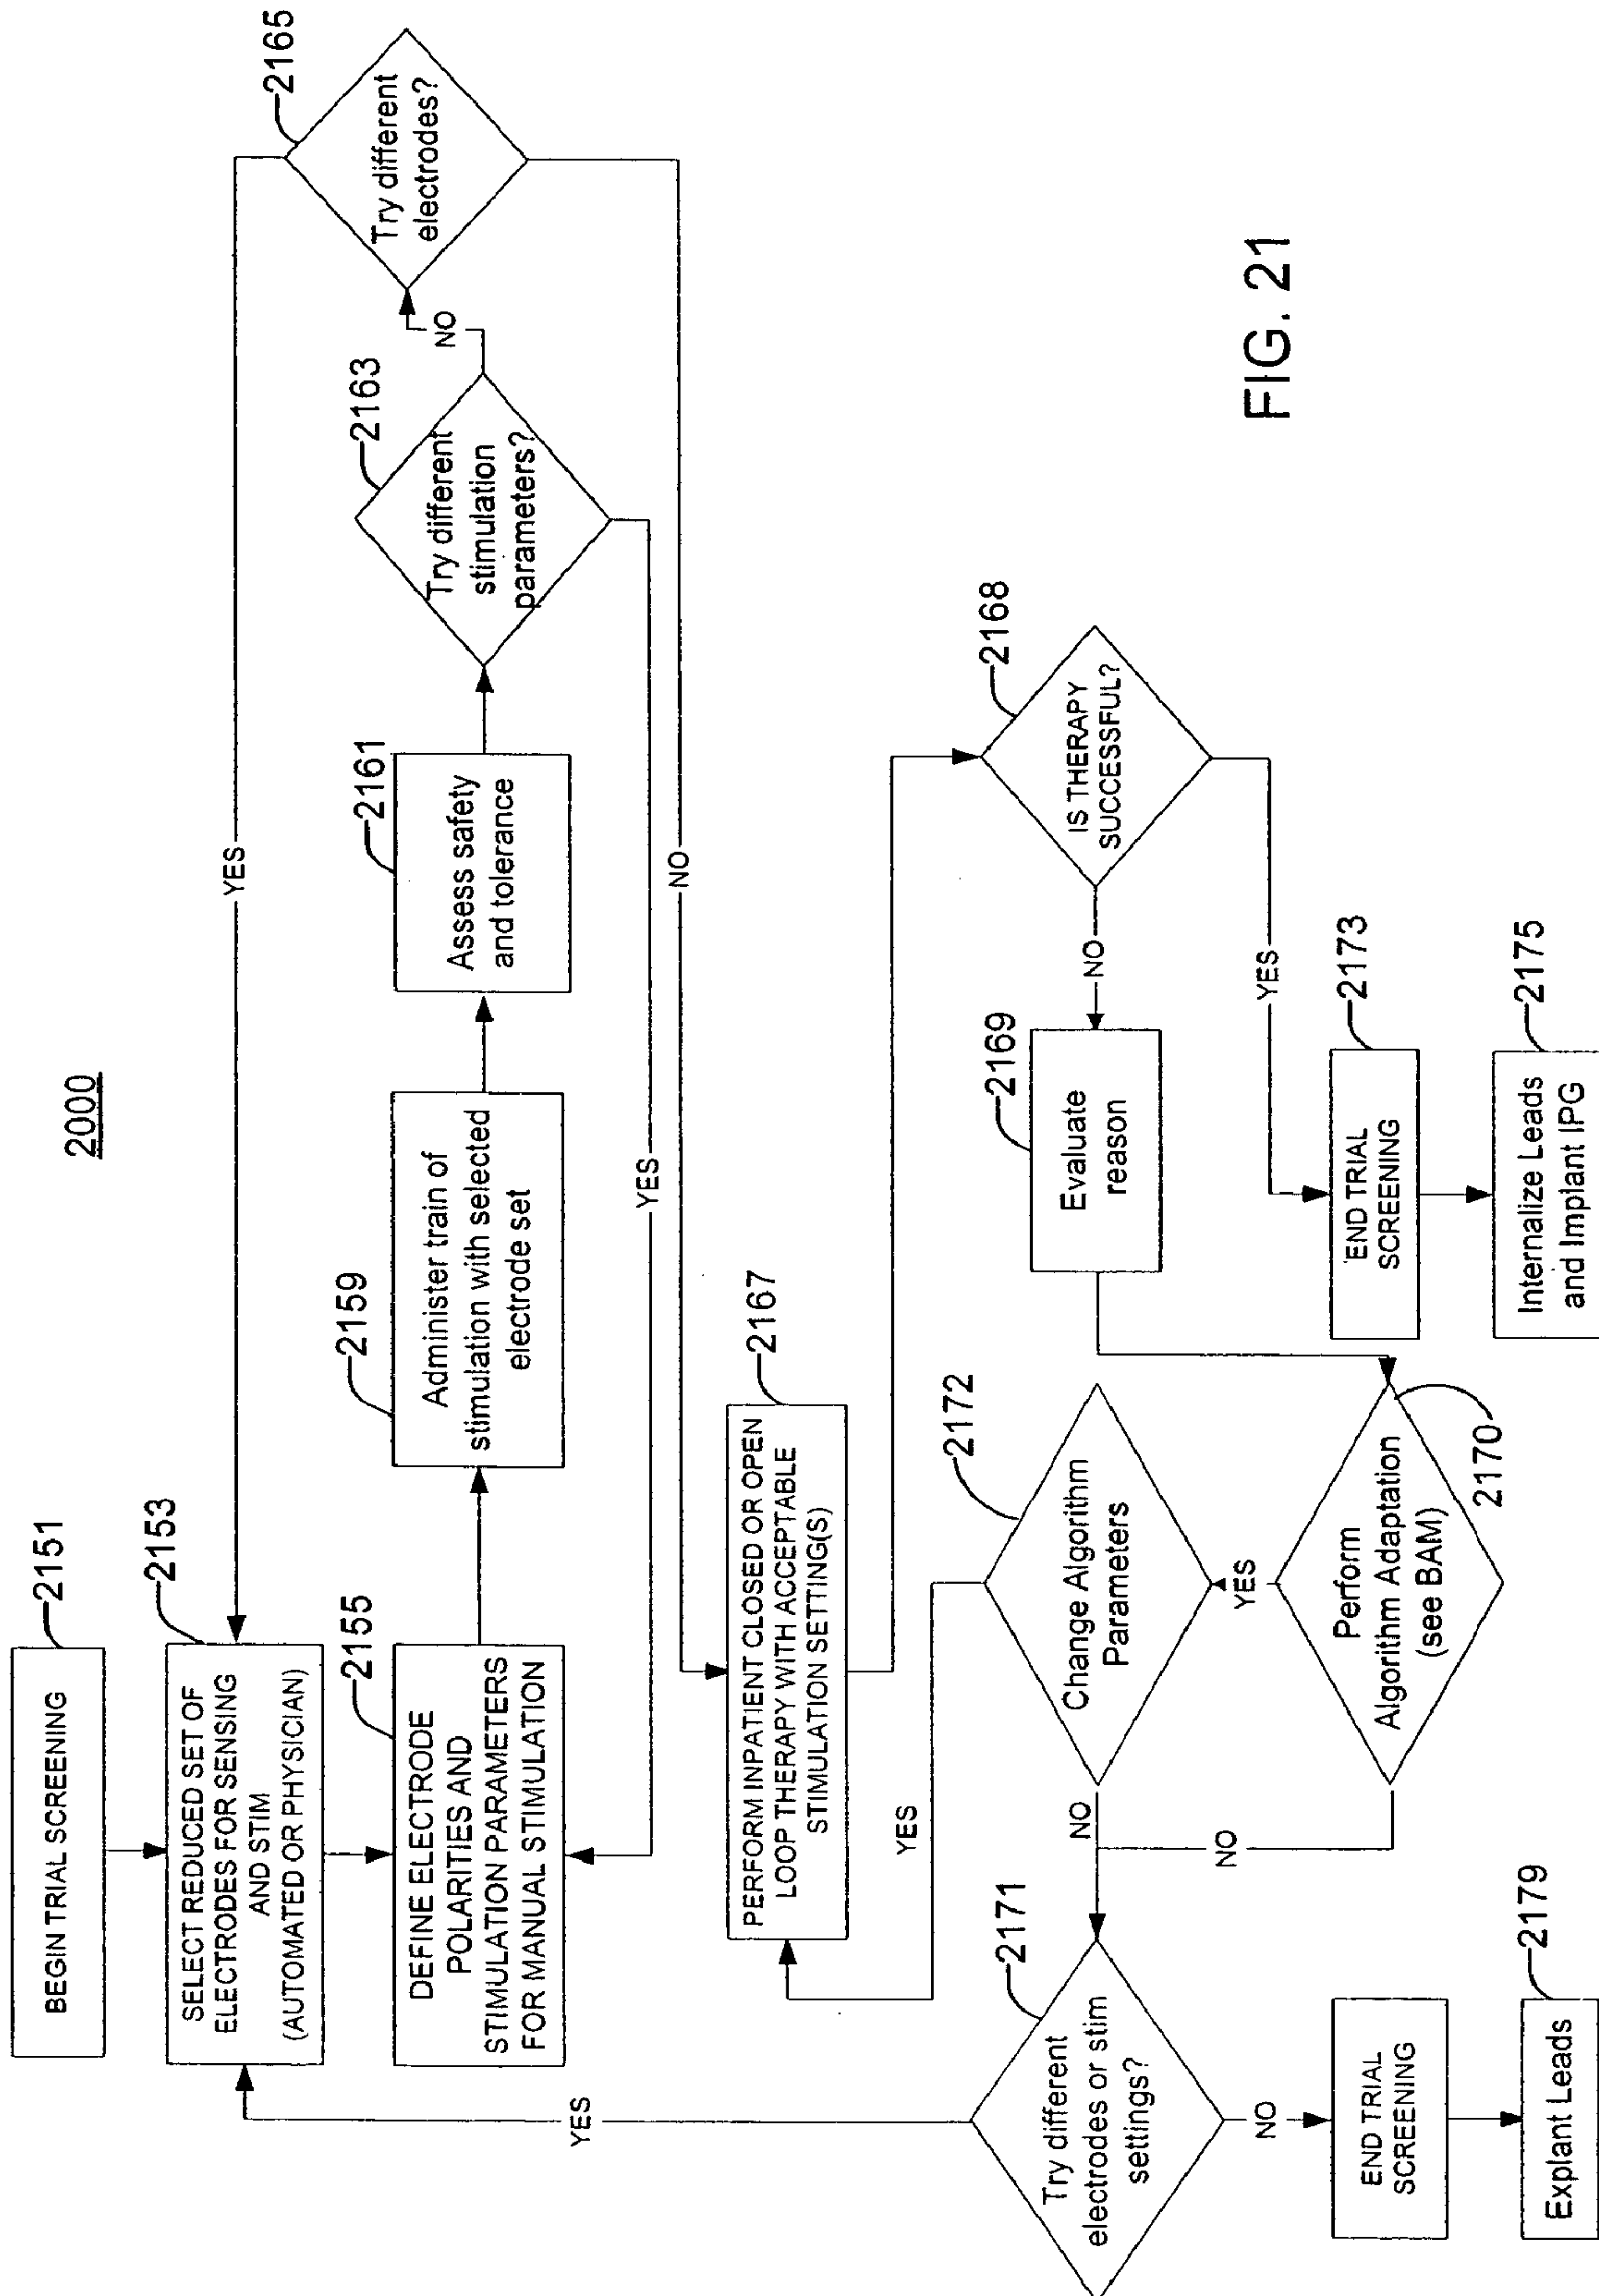 2000
BEGIN TRIAL SCREENING
2151
SELECT REDUCED SET OF
ELECTRODES FOR SENSING
AND STIM
(AUTOMATED OR PHYSICIAN)
2153
DEFINE ELECTRODE
POLARITIES AND
STIMULATION PARAMETERS
FOR MANUAL STIMULATION
2155
Administer train of
stimulation with selected
electrode set
2159
Assess safety
and tolerance
2161
Try different
stimulation
parameters?
2163
NO
YES
Try different
electrodes?
2165
YES
NO
PERFORM INPATIENT CLOSED OR OPEN
LOOP THERAPY WITH ACCEPTABLE
STIMULATION SETTING(S)
2167
IS THERAPY
SUCCESSFUL?
2168
NO
YES
Evaluate
reason
2169
END TRIAL
SCREENING
2173
Internalize Leads
and Implant IPG
2175
Perform
Algorithm Adaptation
(see BAM)
2170
YES
NO
Change Algorithm
Parameters
2172
YES
NO
Try different
electrodes or stim
settings?
2171
YES
NO
END TRIAL
SCREENING
Explant Leads
2179
FIG. 21